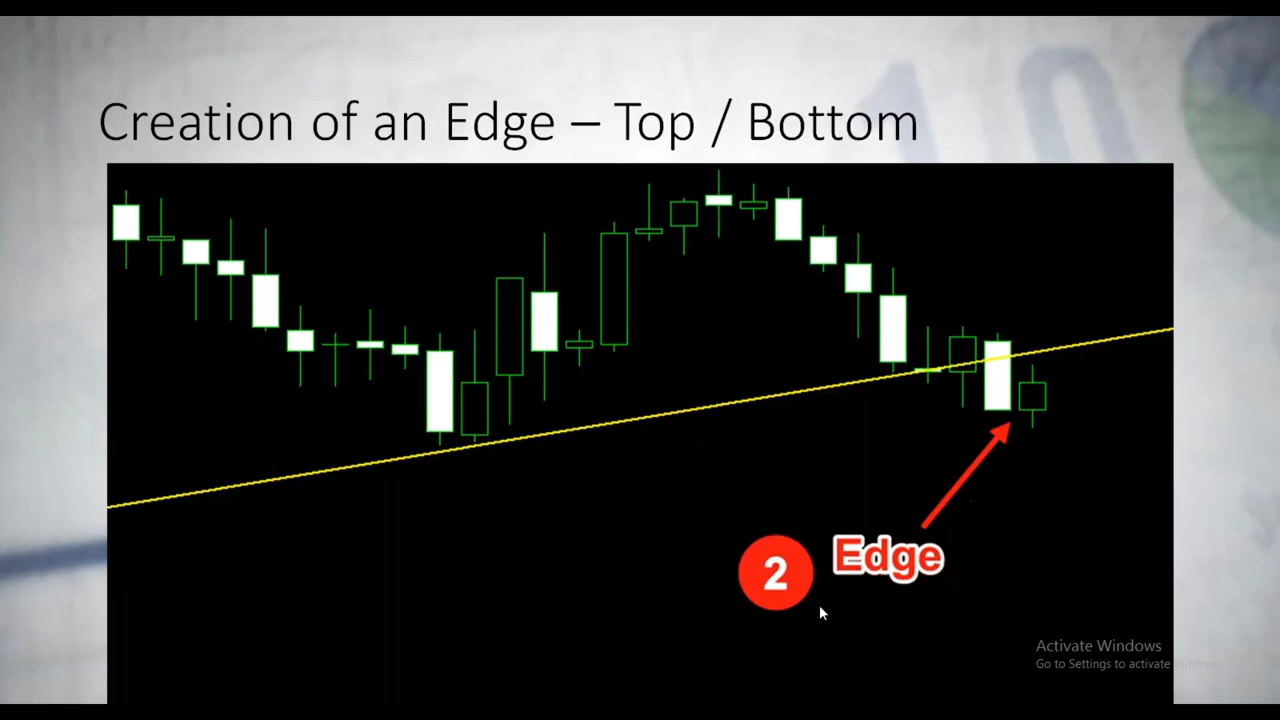 Creation of an Edge – Top / Bottom
2
Edge
Activate Windows
Go to Settings to activate Windows.